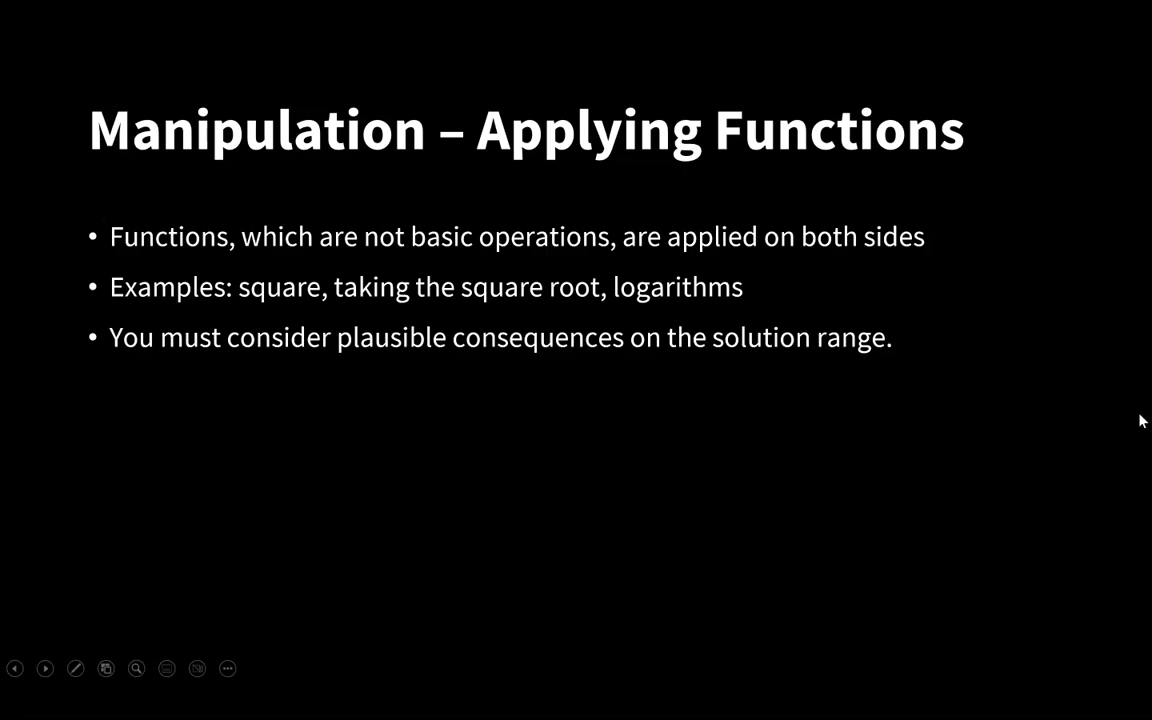 Manipulation – Applying Functions
• Functions, which are not basic operations, are applied on both sides
• Examples: square, taking the square root, logarithms
• You must consider plausible consequences on the solution range.